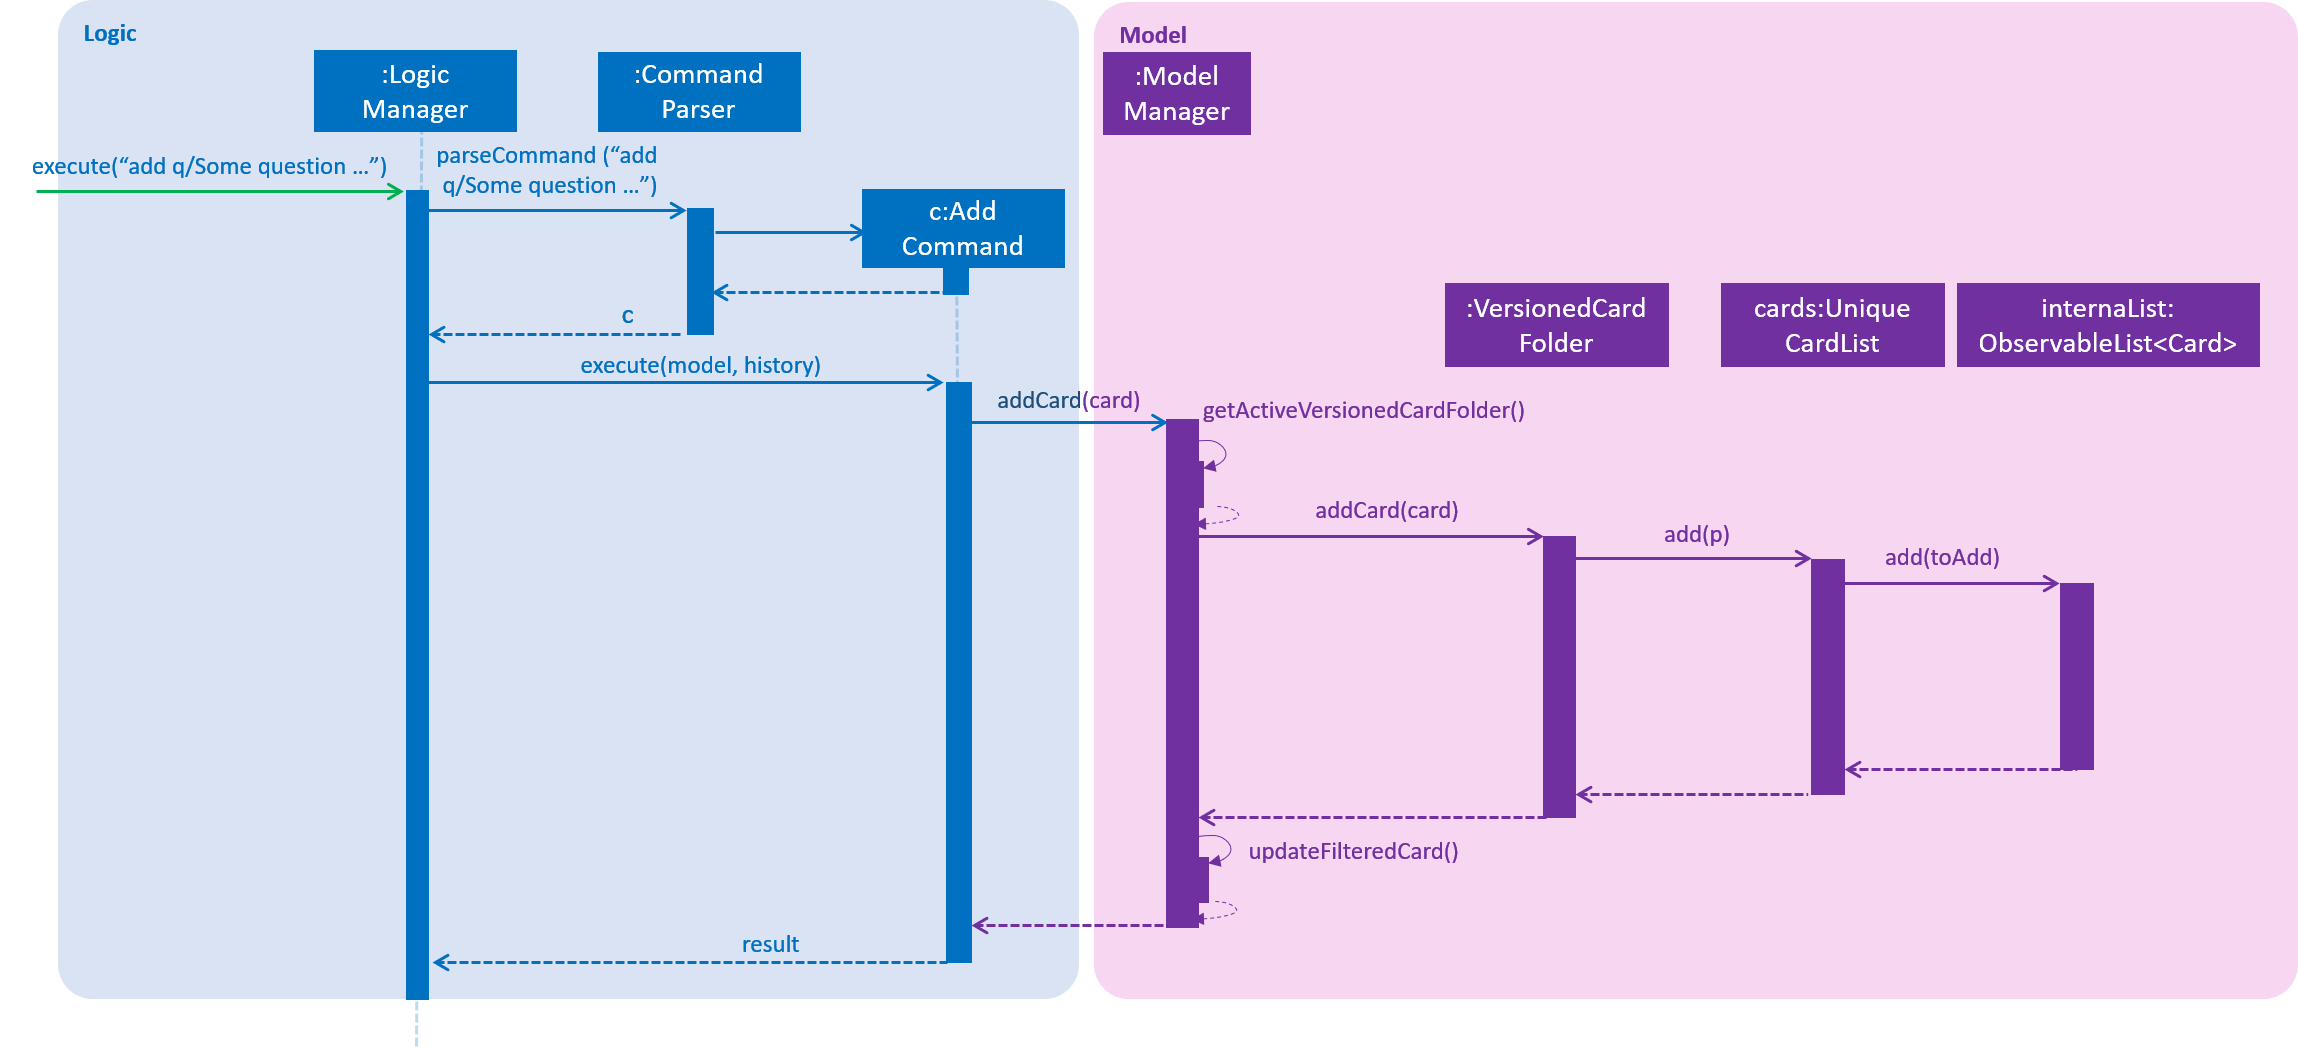 Logic
Model
:Logic
Manager
:Command
Parser
:Model
Manager
execute(“add q/Some question ...”)
parseCommand (“add
q/Some question ...”)
c:Add
Command
c
execute(model, history)
:VersionedCard
Folder
cards:Unique
CardList
internaList:
ObservableList<Card>
addCard(card)
getActiveVersionedCardFolder()
addCard(card)
add(p)
add(toAdd)
updateFilteredCard()
result